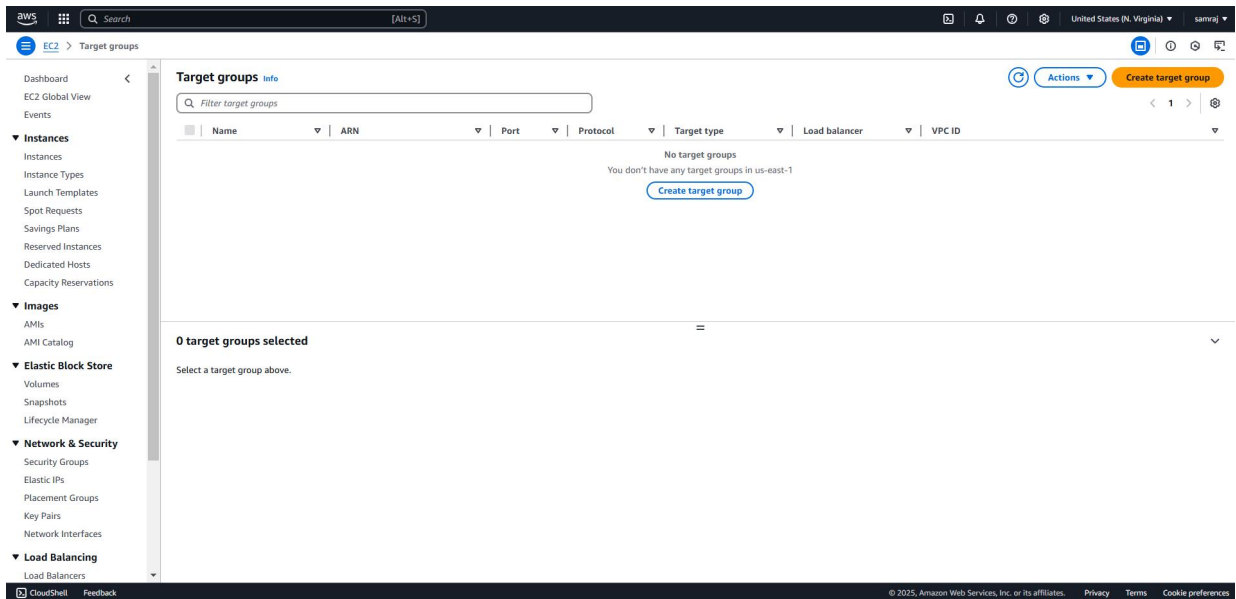 aws Search [Alt+S] United States (N. Virginia) samraj
EC2 > Target groups
Dashboard
EC2 Global View
Events
Instances
Instances
Instance Types
Launch Templates
Spot Requests
Savings Plans
Reserved Instances
Dedicated Hosts
Capacity Reservations
Images
AMIs
AMI Catalog
Elastic Block Store
Volumes
Snapshots
Lifecycle Manager
Network & Security
Security Groups
Elastic IPs
Placement Groups
Key Pairs
Network Interfaces
Load Balancing
Load Balancers
Target groups Info Actions Create target group
Filter target groups < 1 >
Name ARN Port Protocol Target type Load balancer VPC ID
No target groups
You don't have any target groups in us-east-1
Create target group
0 target groups selected
Select a target group above.
CloudShell Feedback © 2025, Amazon Web Services, Inc. or its affiliates. Privacy Terms Cookie preferences